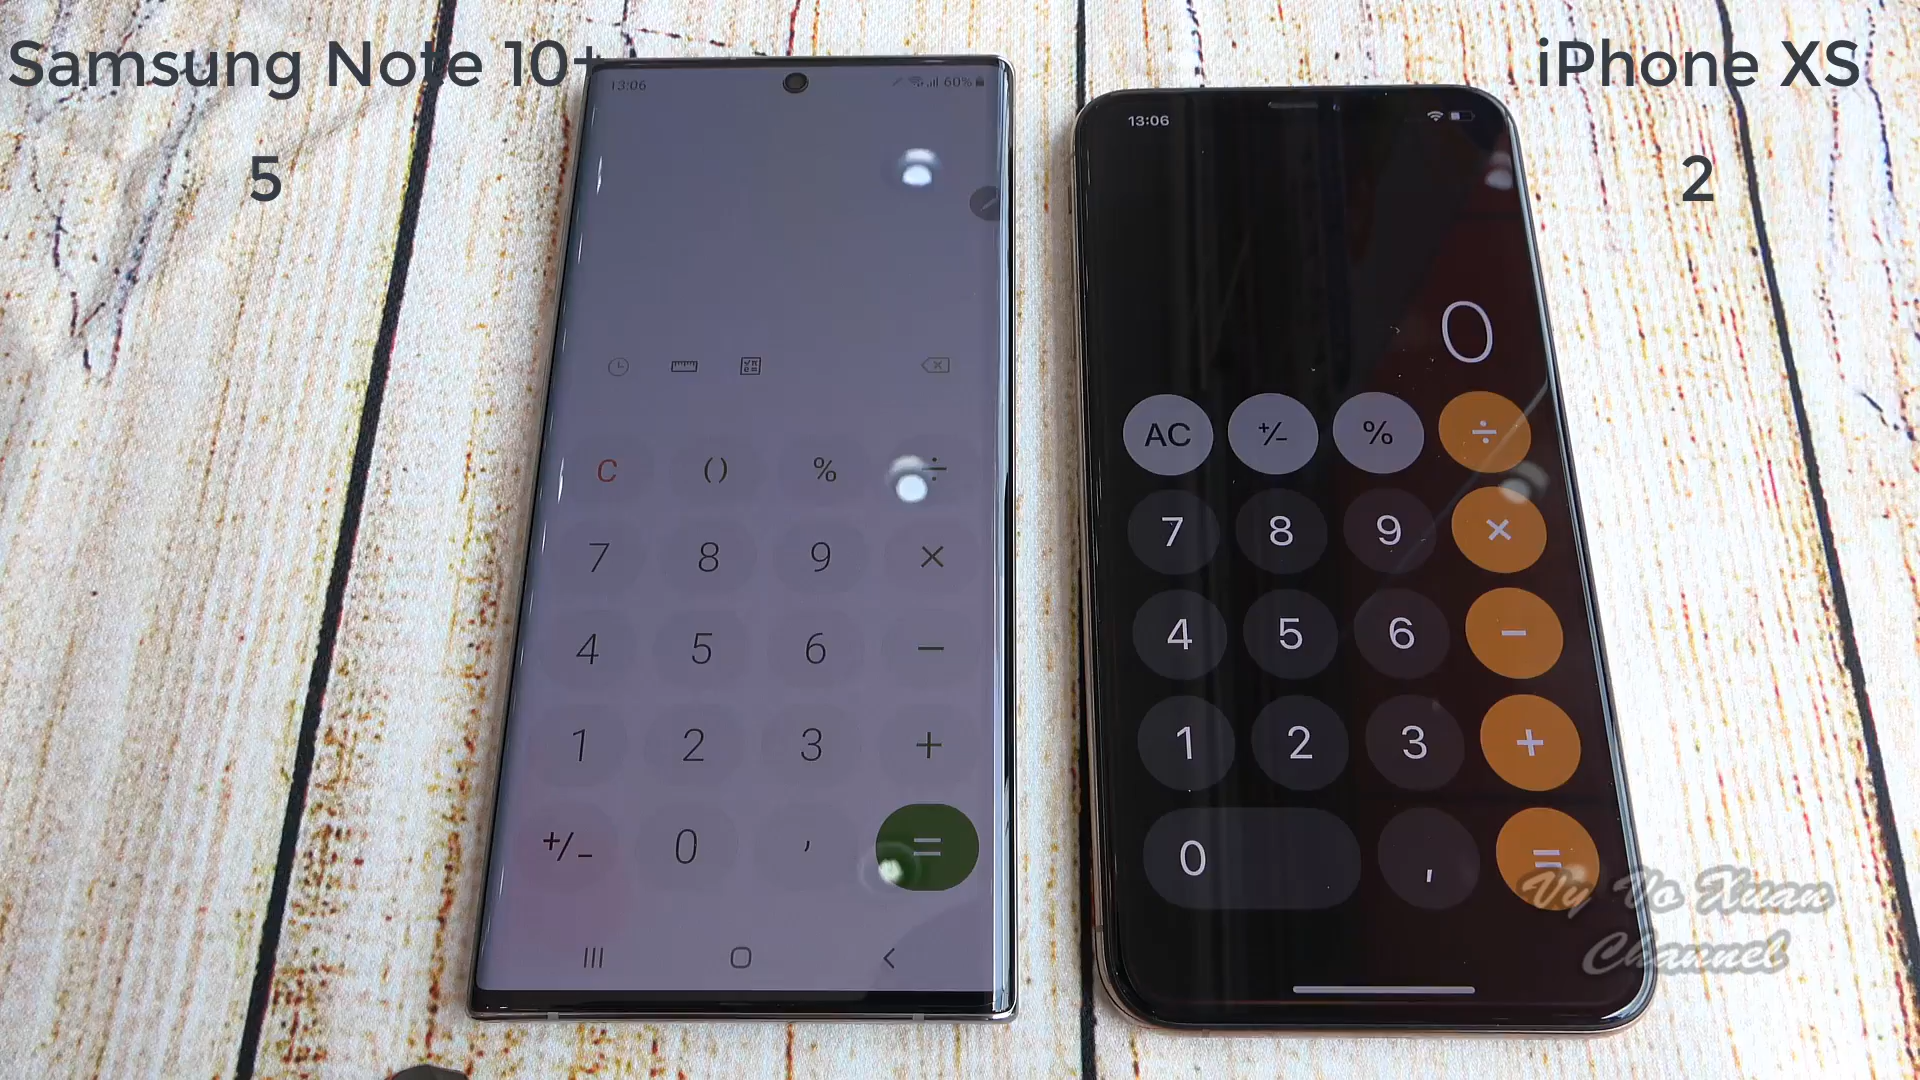 Samsung Note 10+
5
iPhone XS
2
13:06
60%
C () % ÷
7 8 9 ×
4 5 6 −
1 2 3 +
+/− 0 , =
13:06
0
AC +/− % ÷
7 8 9 ×
4 5 6 −
1 2 3 +
0 , =
Vy Vo Xuan
Channel